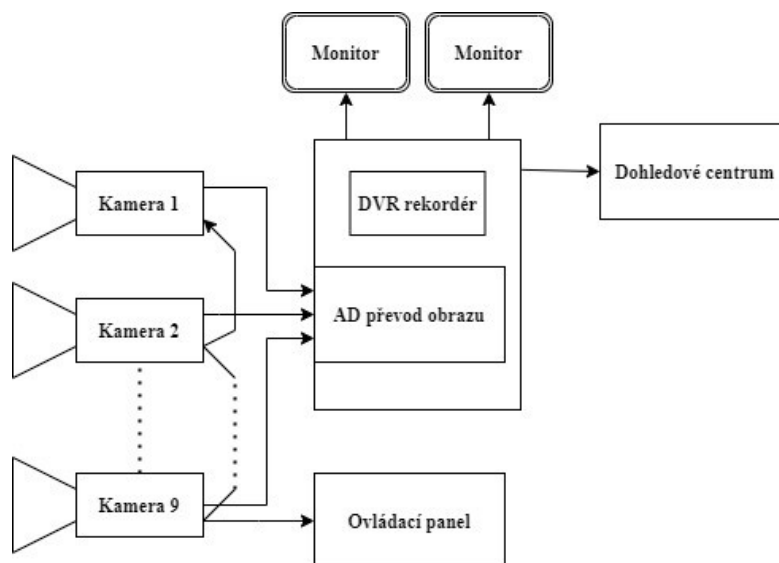 Monitor
Monitor
Dohledové centrum
Kamera 1
DVR rekordér
Kamera 2
AD převod obrazu
Kamera 9
Ovládací panel